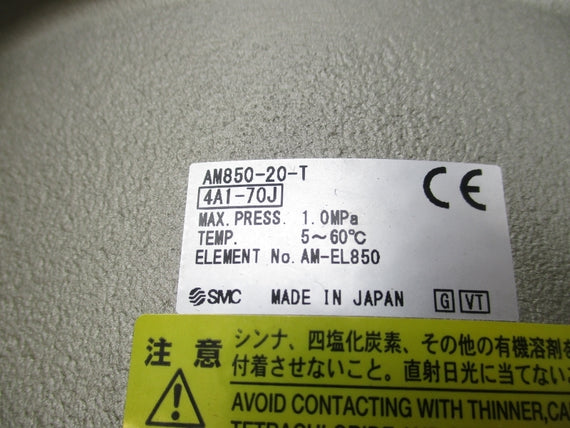 AM850-20-T
4A1-70J
MAX. PRESS. 1.0MPa
TEMP. 5～60℃
ELEMENT No. AM-EL850
CE
SMC MADE IN JAPAN G VT
注意
シンナ、四塩化炭素、その他の有機溶剤を
付着させないこと。直射日光に当てない
AVOID CONTACTING WITH THINNER,CA
TETRACHLORIDE AND